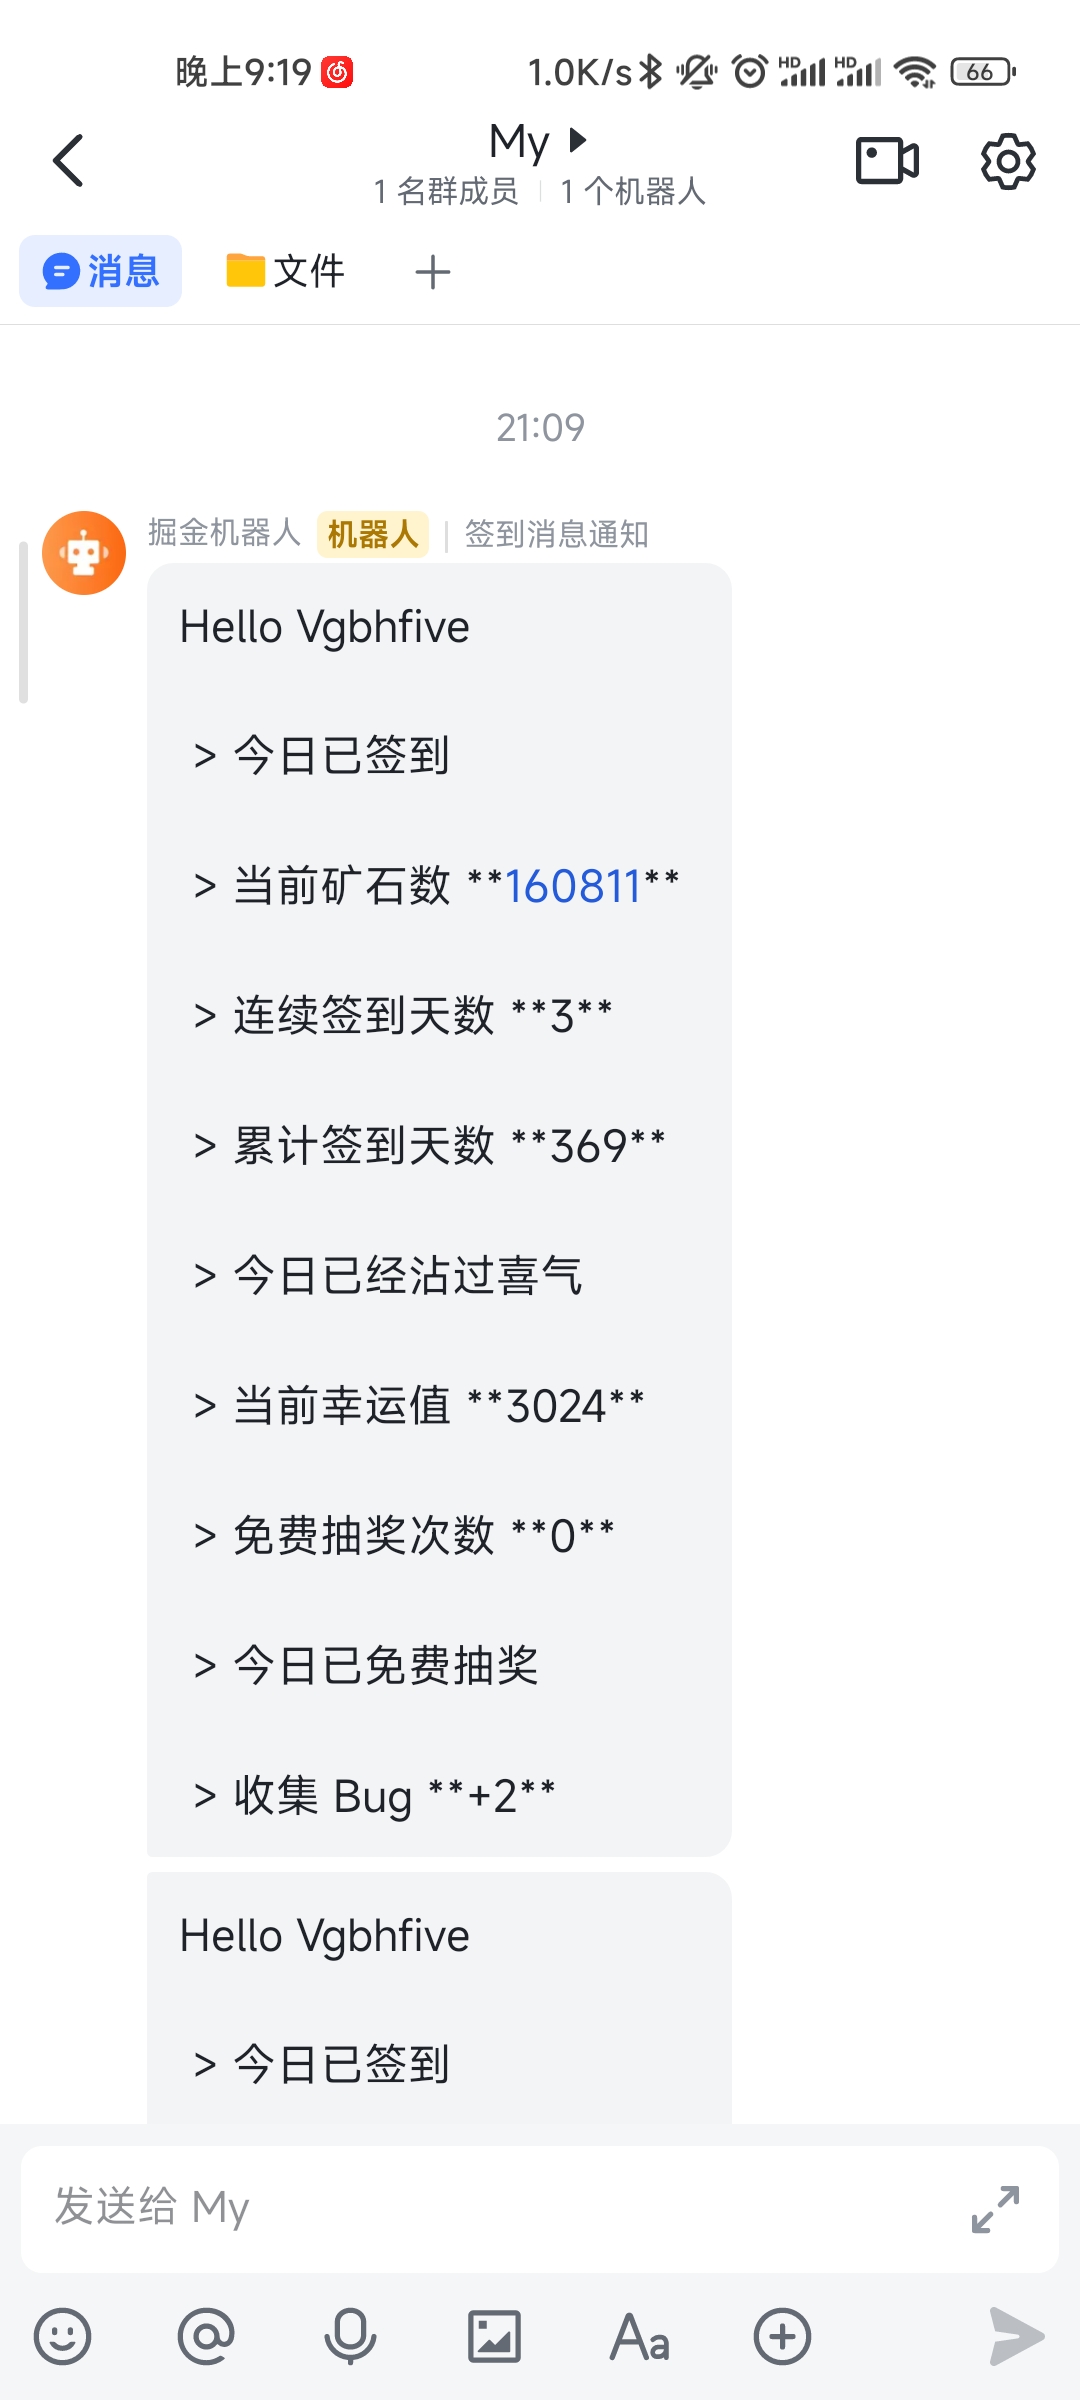 晚上9:19 1.0K/s HD HD 66
My
1 名群成员 1 个机器人
消息 文件
21:09
掘金机器人 机器人 签到消息通知
Hello Vgbhfive
> 今日已签到
> 当前矿石数 **160811**
> 连续签到天数 **3**
> 累计签到天数 **369**
> 今日已经沾过喜气
> 当前幸运值 **3024**
> 免费抽奖次数 **0**
> 今日已免费抽奖
> 收集 Bug **+2**
Hello Vgbhfive
> 今日已签到
发送给 My
Aa